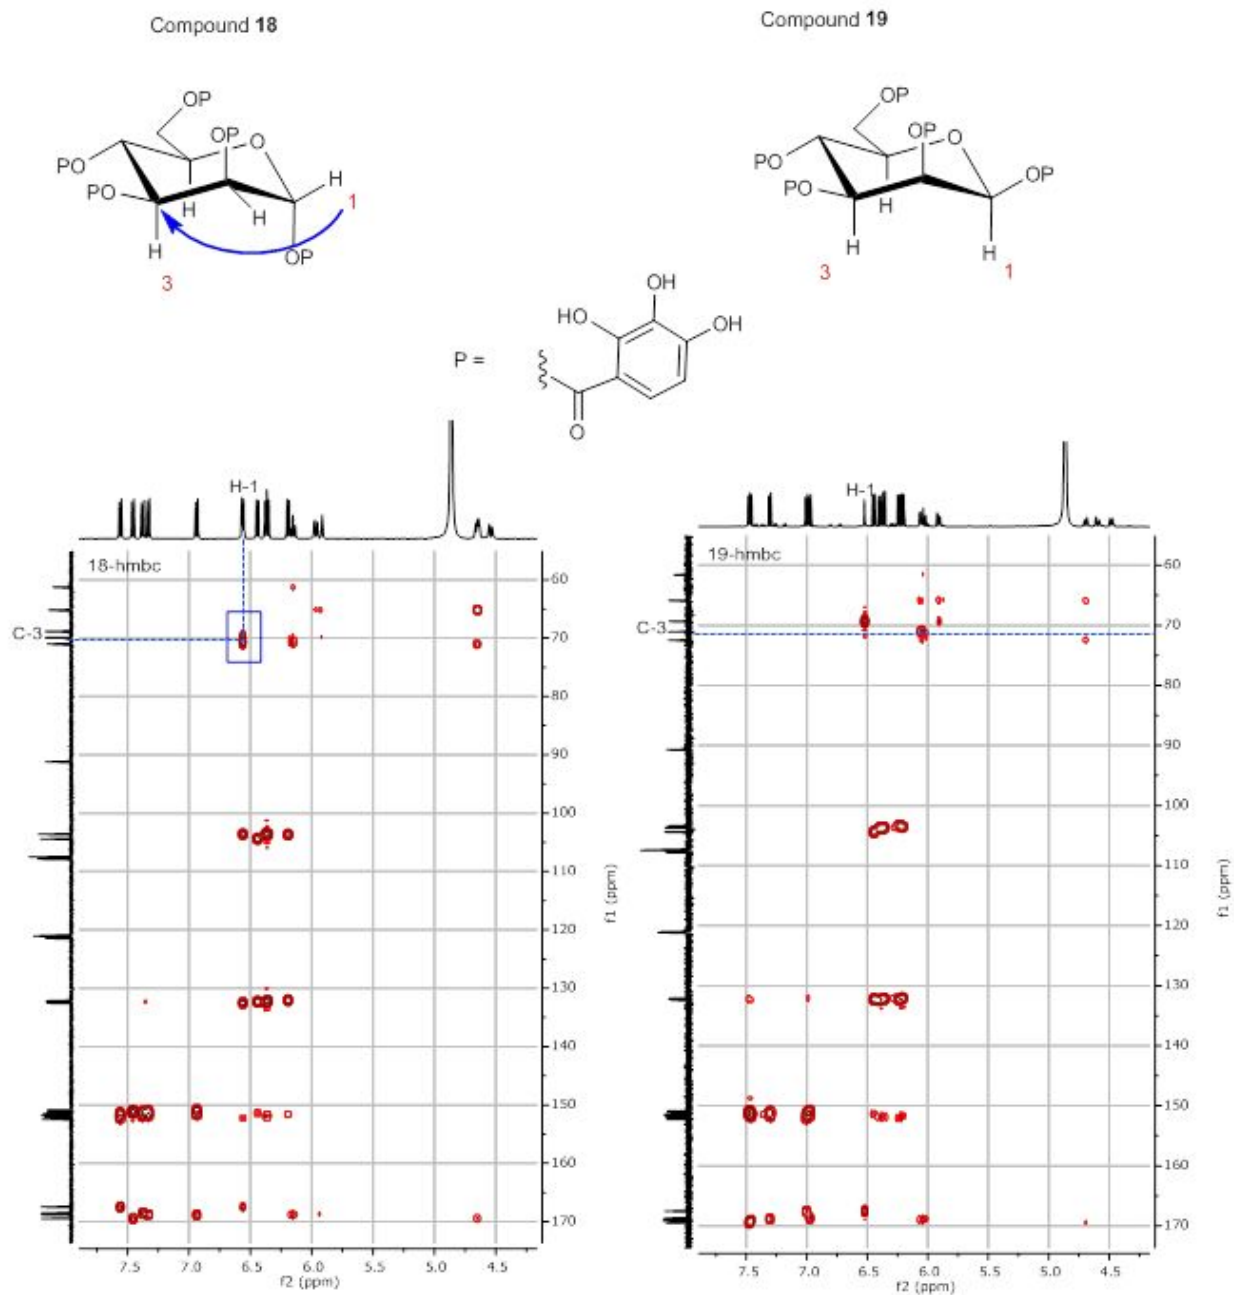 Compound 18
Compound 19
OP
OP
O
PO
PO
H
H
H
H
1
OP
3
OP
OP
O
PO
PO
OP
H
H
H
3
1
P =
O
HO
OH
OH
H-1
18-hmbc
C-3
60
70
80
90
100
110
120
130
140
150
160
170
f1 (ppm)
7.5
7.0
6.5
6.0
5.5
5.0
4.5
f2 (ppm)
H-1
19-hmbc
C-3
60
70
80
90
100
110
120
130
140
150
160
170
f1 (ppm)
7.5
7.0
6.5
6.0
5.5
5.0
4.5
f2 (ppm)